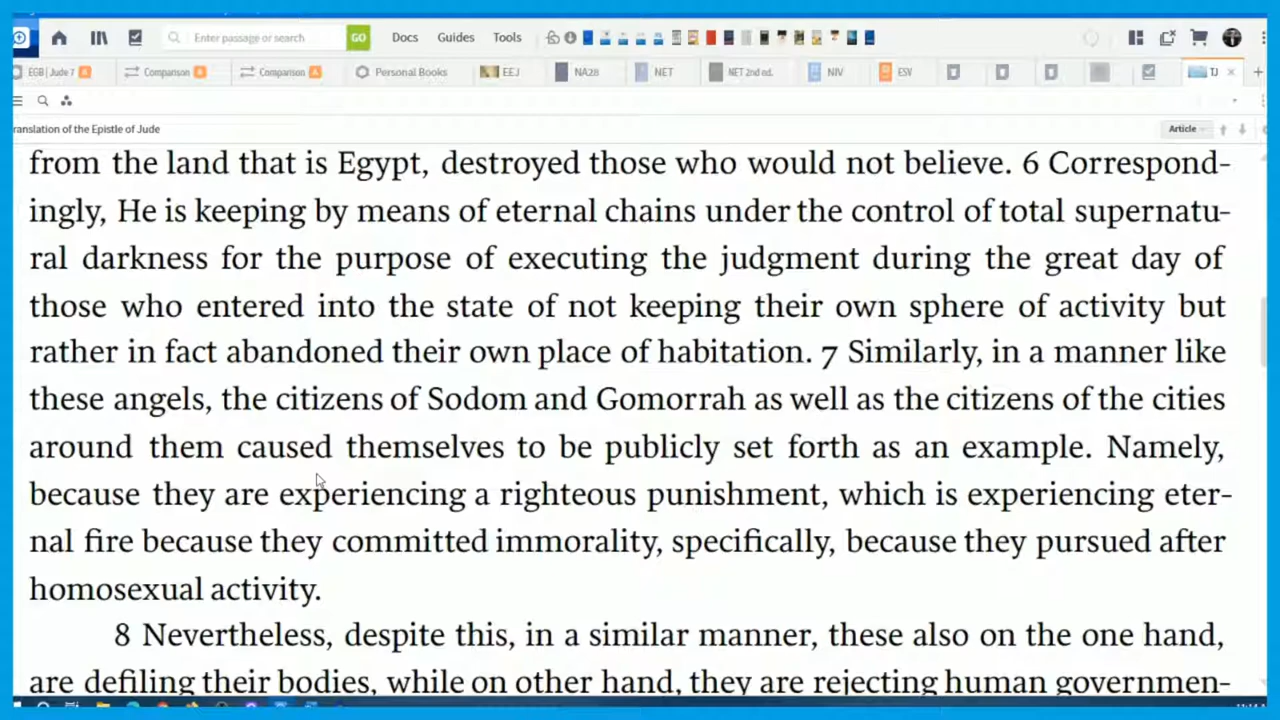 Enter passage or search GO Docs Guides Tools
EGB | Jude 7 Comparison Comparison Personal Books EEJ NA28 NET NET 2nd ed. NIV ESV TJ
ranslation of the Epistle of Jude Article
from the land that is Egypt, destroyed those who would not believe. 6 Correspond-
ingly, He is keeping by means of eternal chains under the control of total supernatu-
ral darkness for the purpose of executing the judgment during the great day of
those who entered into the state of not keeping their own sphere of activity but
rather in fact abandoned their own place of habitation. 7 Similarly, in a manner like
these angels, the citizens of Sodom and Gomorrah as well as the citizens of the cities
around them caused themselves to be publicly set forth as an example. Namely,
because they are experiencing a righteous punishment, which is experiencing eter-
nal fire because they committed immorality, specifically, because they pursued after
homosexual activity.
8 Nevertheless, despite this, in a similar manner, these also on the one hand,
are defiling their bodies, while on other hand, they are rejecting human governmen-